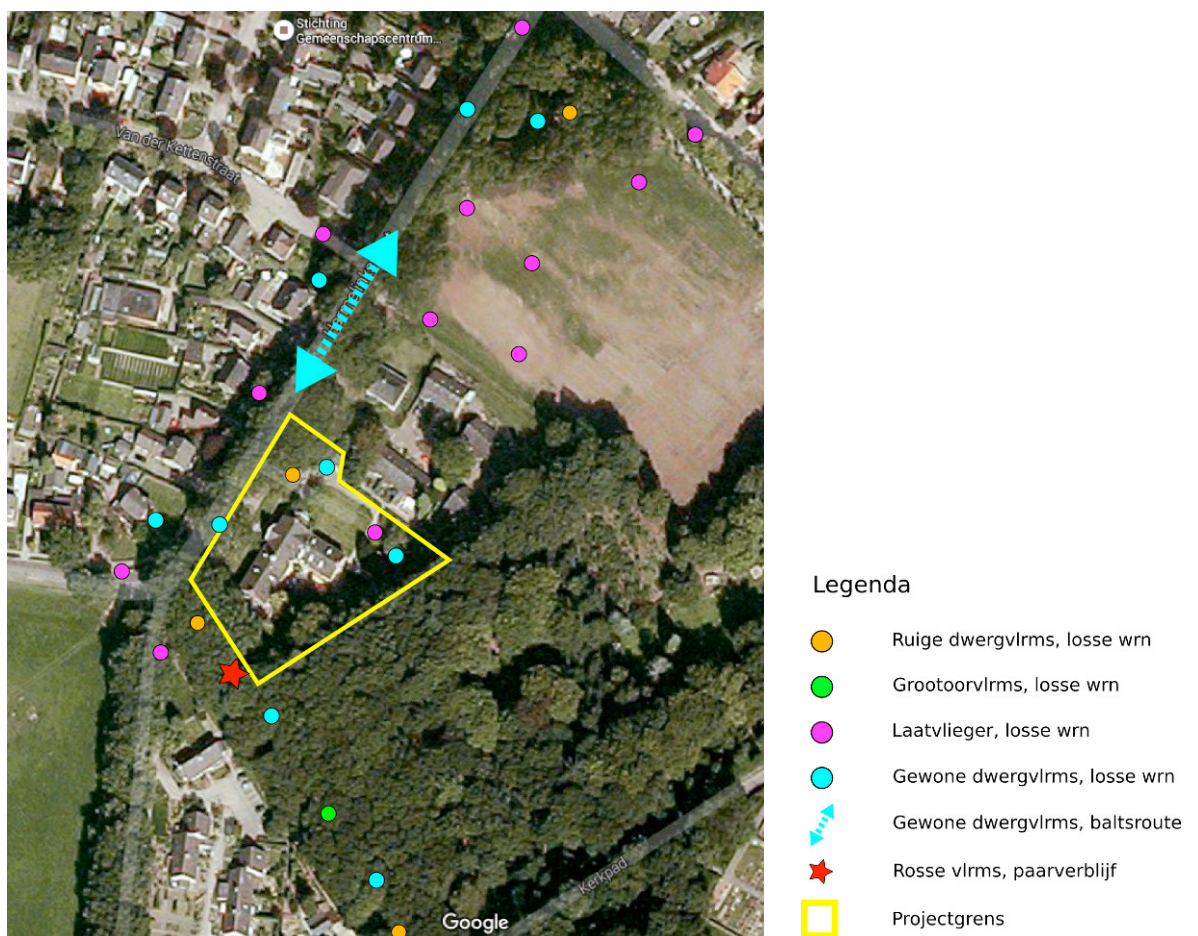 Stichting
Gemeenschapscentrum...
Van der Kettenstraat
Kerkpad
Google
Legenda
Ruige dwergvlrms, losse wrn
Grootoorvlrms, losse wrn
Laatvlieger, losse wrn
Gewone dwergvlrms, losse wrn
Gewone dwergvlrms, baltsroute
Rosse vlrms, paarverblijf
Projectgrens